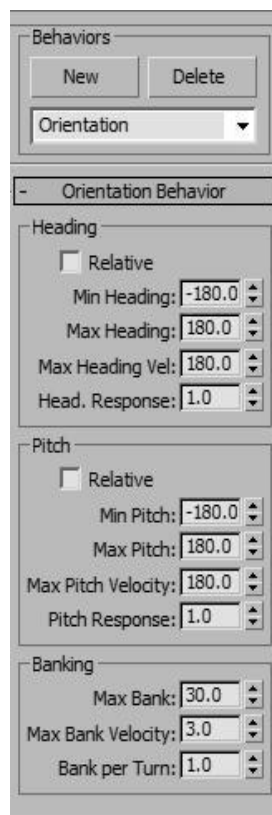 Behaviors
New Delete
Orientation
- Orientation Behavior
Heading
Relative
Min Heading: -180.0
Max Heading: 180.0
Max Heading Vel: 180.0
Head. Response: 1.0
Pitch
Relative
Min Pitch: -180.0
Max Pitch: 180.0
Max Pitch Velocity: 180.0
Pitch Response: 1.0
Banking
Max Bank: 30.0
Max Bank Velocity: 3.0
Bank per Turn: 1.0